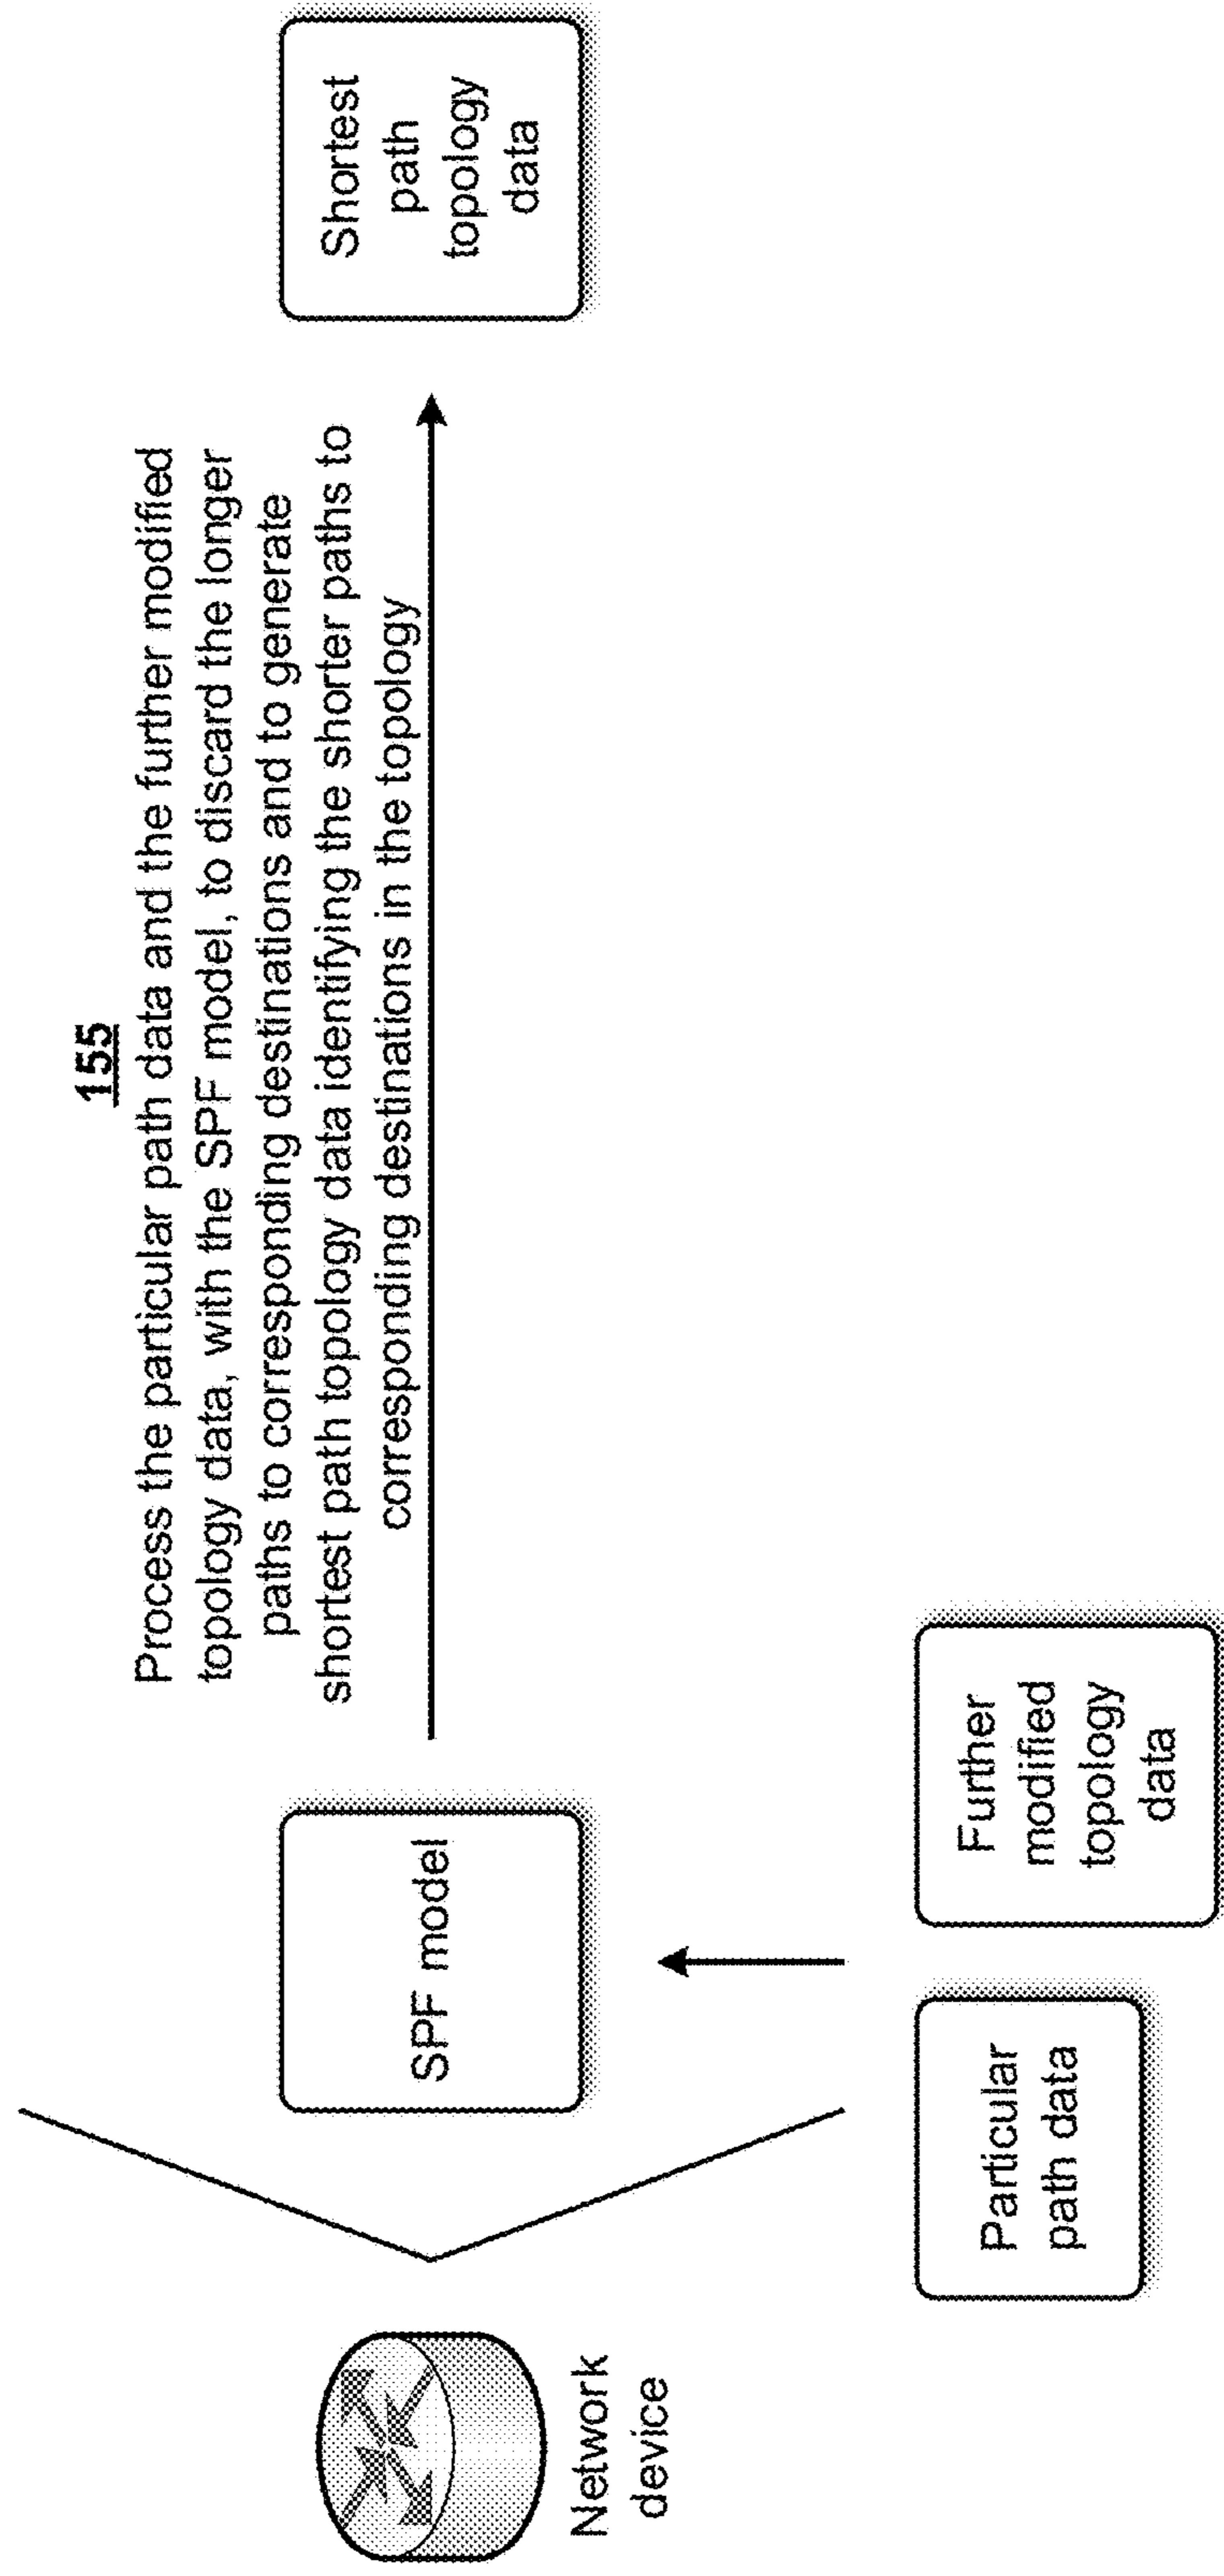 155
Process the particular path data and the further modified
topology data, with the SPF model, to discard the longer
paths to corresponding destinations and to generate
shortest path topology data identifying the shorter paths to
corresponding destinations in the topology
Network
device
SPF model
Shortest
path
topology
data
Particular
path data
Further
modified
topology
data